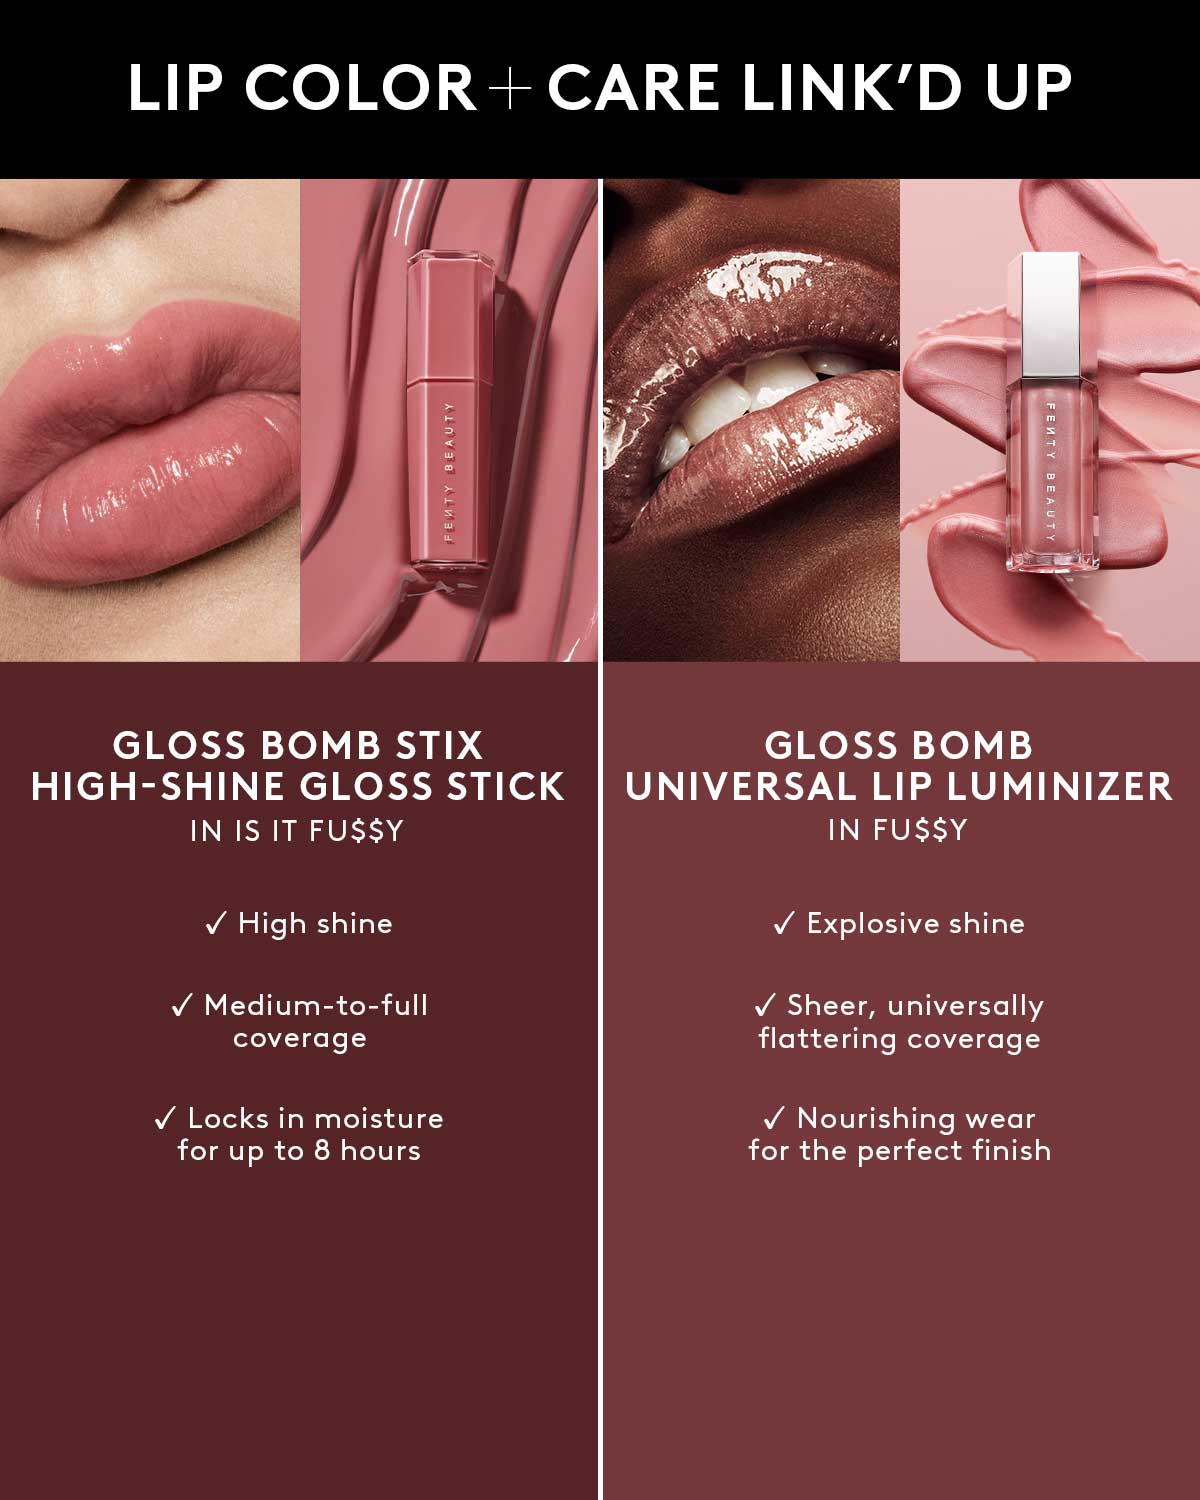 LIP COLOR + CARE LINK'D UP
FEИTY BEAUTY
FEИTY BEAUTY
GLOSS BOMB STIX
HIGH-SHINE GLOSS STICK
IN IS IT FU$$Y
✓ High shine
✓ Medium-to-full
coverage
✓ Locks in moisture
for up to 8 hours
GLOSS BOMB
UNIVERSAL LIP LUMINIZER
IN FU$$Y
✓ Explosive shine
✓ Sheer, universally
flattering coverage
✓ Nourishing wear
for the perfect finish